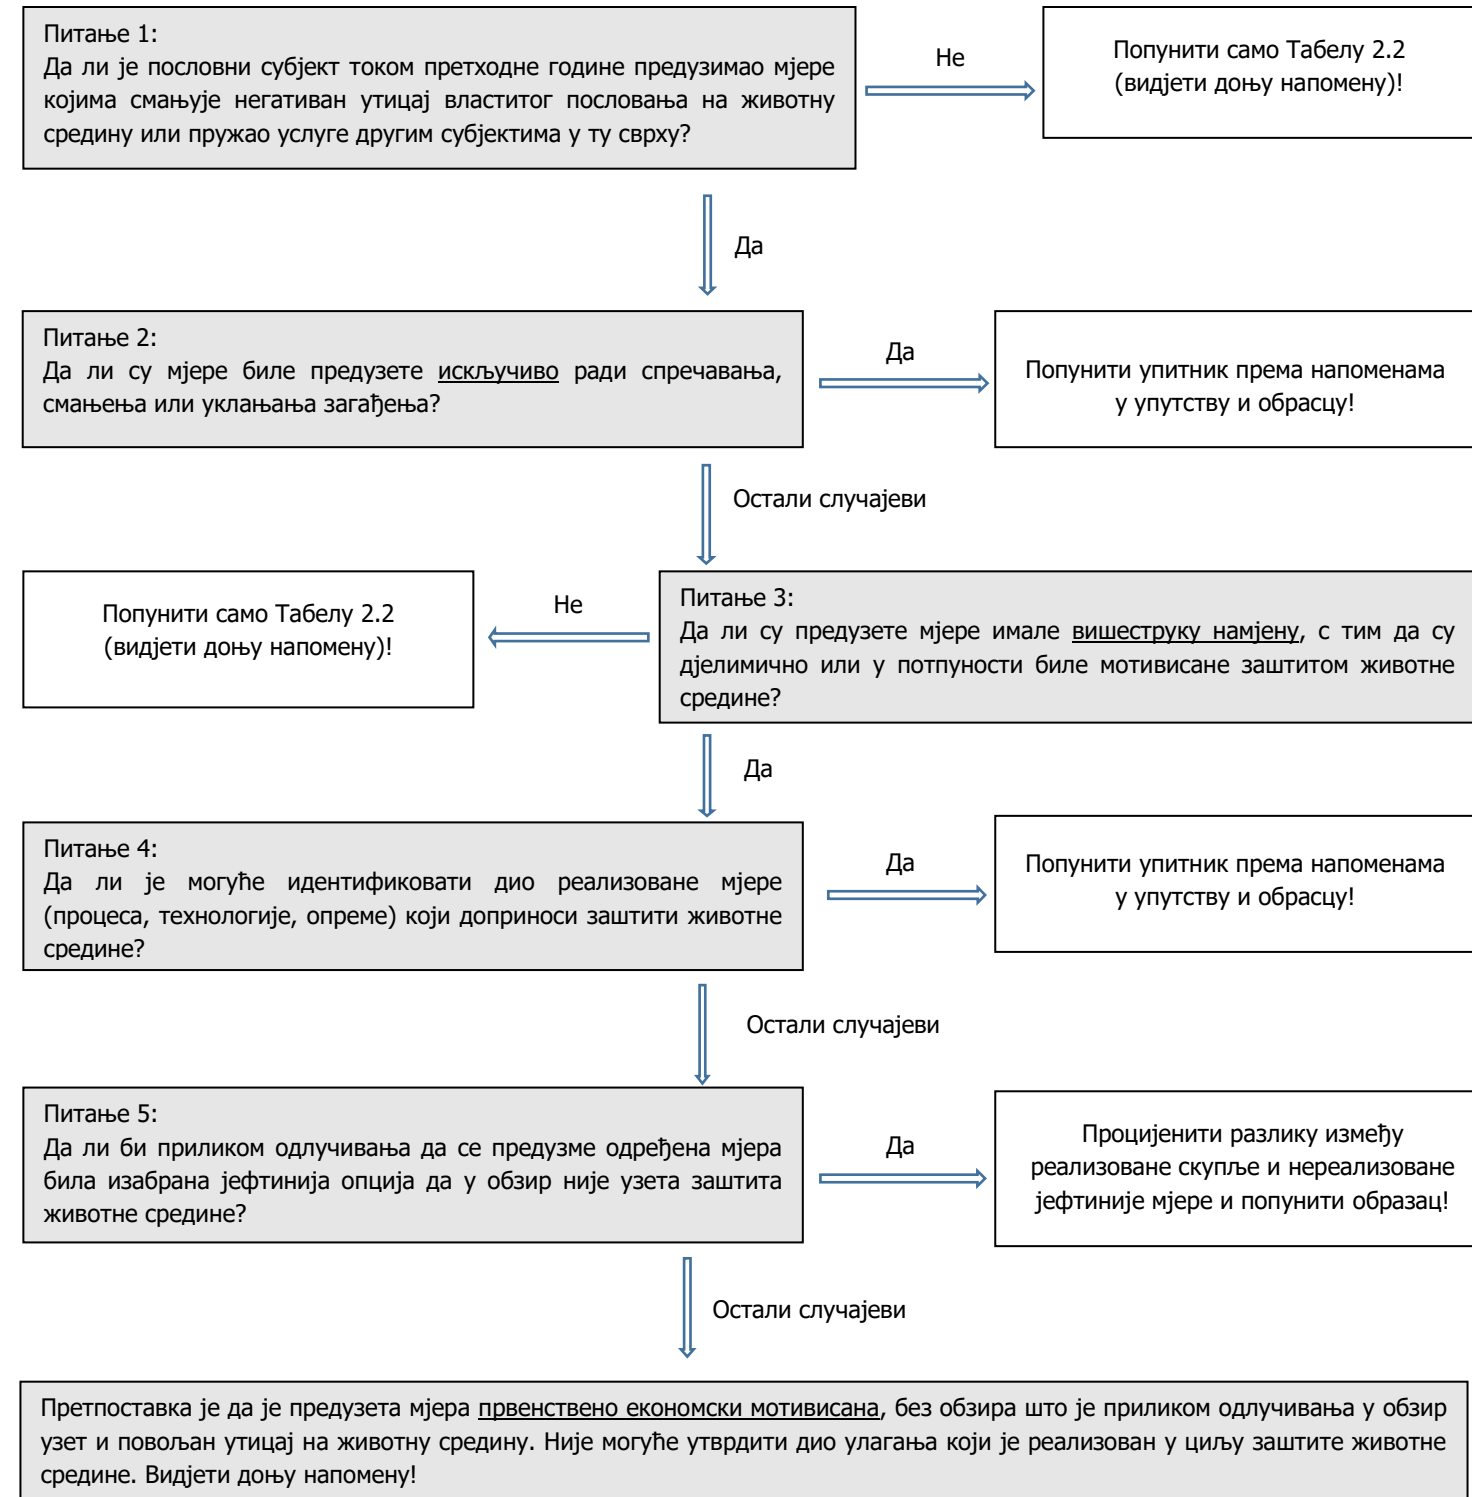 Питање 1:
Да ли је пословни субјект током претходне године предузимао мјере
којима смањује негативан утицај властитог пословања на животну
средину или пружао услуге другим субјектима у ту сврху?
Не
Попунити само Табелу 2.2
(видјети доњу напомену)!
Да
Питање 2:
Да ли су мјере биле предузете искључиво ради спречавања,
смањења или уклањања загађења?
Да
Попунити упитник према напоменама
у упутству и обрасцу!
Остали случајеви
Попунити само Табелу 2.2
(видјети доњу напомену)!
Не
Питање 3:
Да ли су предузете мјере имале вишеструку намјену, с тим да су
дјелимично или у потпуности биле мотивисане заштитом животне
средине?
Да
Питање 4:
Да ли је могуће идентификовати дио реализоване мјере
(процеса, технологије, опреме) који доприноси заштити животне
средине?
Да
Попунити упитник према напоменама
у упутству и обрасцу!
Остали случајеви
Питање 5:
Да ли би приликом одлучивања да се предузме одређена мјера
била изабрана јефтинија опција да у обзир није узета заштита
животне средине?
Да
Процијенити разлику између
реализоване скупље и нереализоване
јефтиније мјере и попунити образац!
Остали случајеви
Претпоставка је да је предузета мјера првенствено економски мотивисана, без обзира што је приликом одлучивања у обзир
узет и повољан утицај на животну средину. Није могуће утврдити дио улагања који је реализован у циљу заштите животне
средине. Видјети доњу напомену!